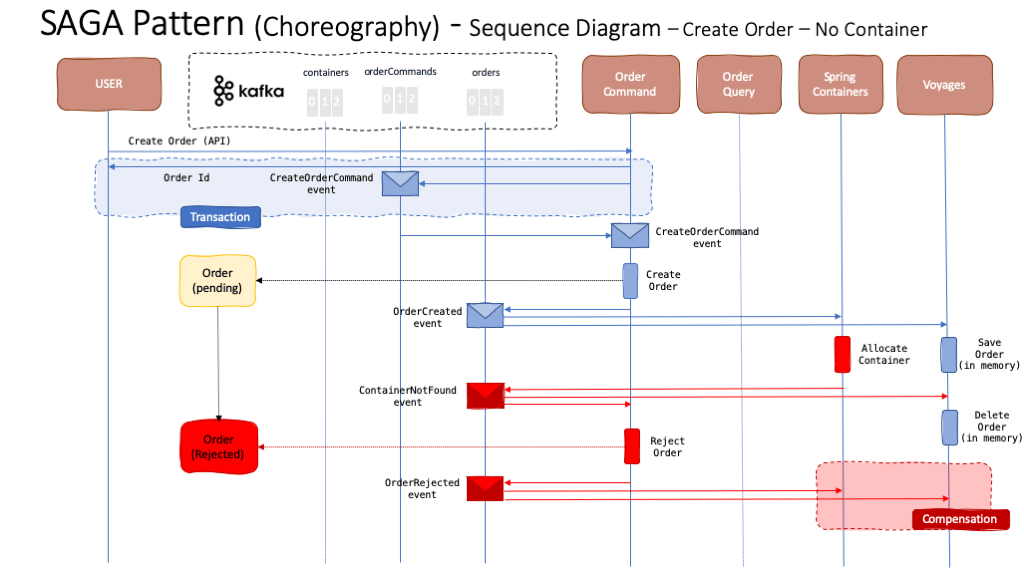 SAGA Pattern (Choreography) - Sequence Diagram – Create Order – No Container
USER
kafka
containers
0 1 2
orderCommands
0 1 2
orders
0 1 2
Order
Command
Order
Query
Spring
Containers
Voyages
Create Order (API)
Order Id
CreateOrderCommand
event
Transaction
CreateOrderCommand
event
Order
(pending)
Create
Order
OrderCreated
event
Allocate
Container
Save
Order
(in memory)
ContainerNotFound
event
Delete
Order
(in memory)
Order
(Rejected)
Reject
Order
OrderRejected
event
Compensation